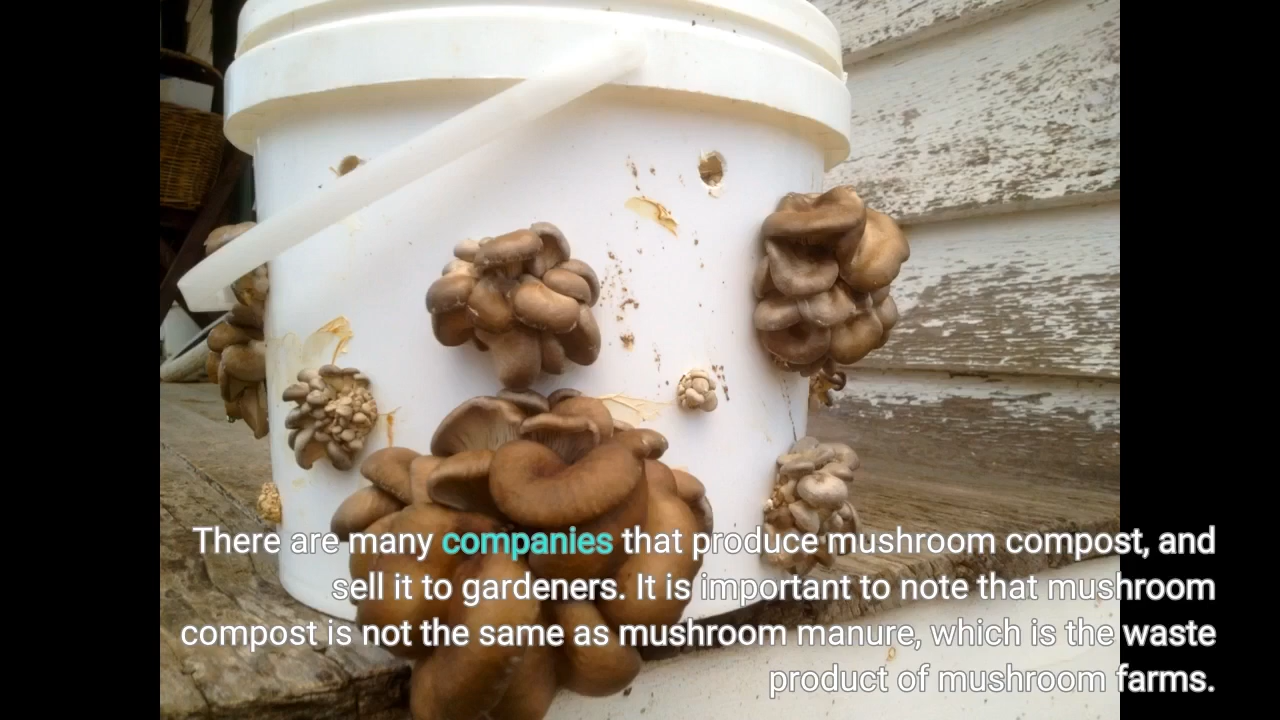 There are many companies that produce mushroom compost, and
sell it to gardeners. It is important to note that mushroom
compost is not the same as mushroom manure, which is the waste
product of mushroom farms.